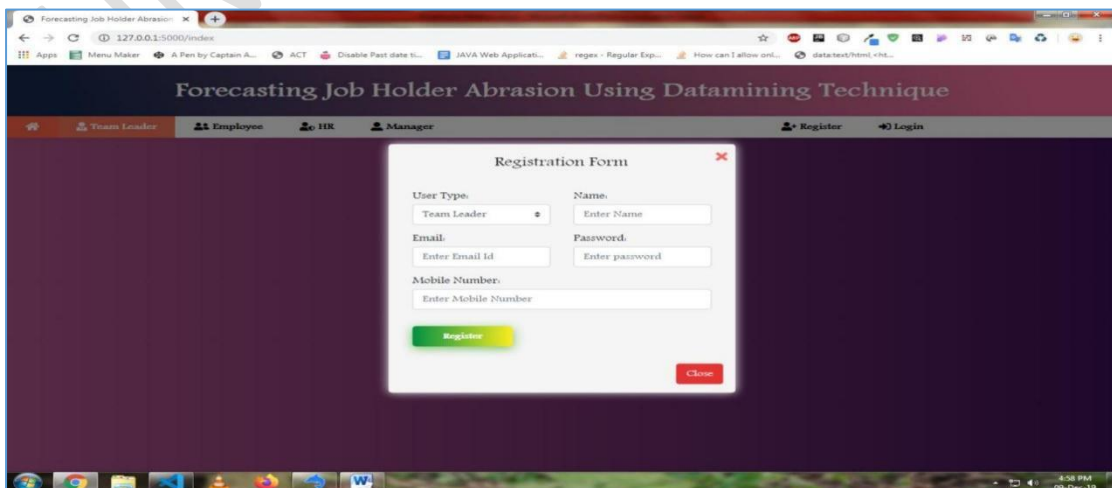 Forecasting Job Holder Abrasion
127.0.0.1:5000/index
Apps Menu Maker A Pen by Captain A... ACT Disable Past date ti... JAVA Web Applicati... regex - Regular Exp... How can I allow onl... data:text/html,<ht...
Forecasting Job Holder Abrasion Using Datamining Technique
Team Leader Employee HR Manager Register Login
Registration Form
User Type: Name:
Team Leader Enter Name
Email: Password:
Enter Email Id Enter password
Mobile Number:
Enter Mobile Number
Register
Close
4:58 PM
09-Dec-19